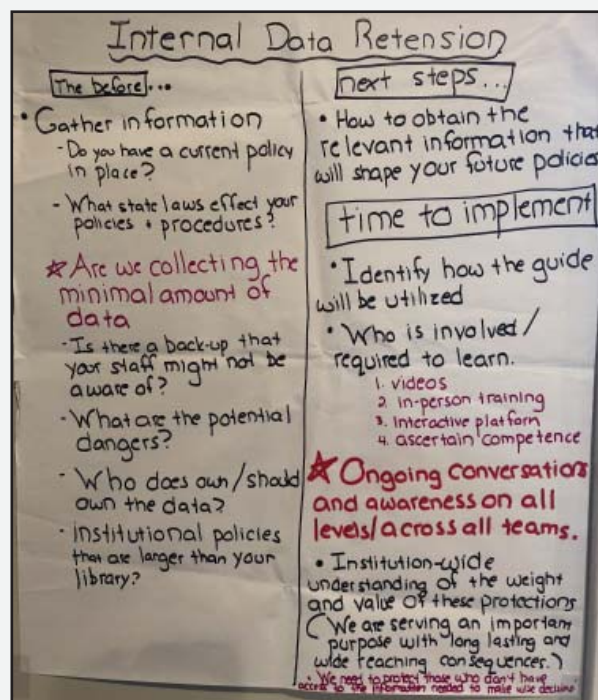 Internal Data Retension
The before...
• Gather information
- Do you have a current policy
in place?
- What state laws effect your
policies + procedures?
☆ Are we collecting the
minimal amount of
data
- Is there a back-up that
your staff might not be
aware of?
- What are the potential
dangers?
- Who does own/should
own the data?
- Institutional policies
that are larger than your
library?
next steps...
• How to obtain the
relevant information that
will shape your future policies
time to implement
• Identify how the guide
will be utilized
• Who is involved/
required to learn.
1. videos
2. in-person training
3. interactive platform
4. ascertain competence
☆ Ongoing conversations
and awareness on all
levels/across all teams.
• Institution-wide
understanding of the weight
and value of these protections
(We are serving an important
purpose with long lasting and
wide reaching consequences.)
• We need to protect those who don't have
access to the information needed to make wise